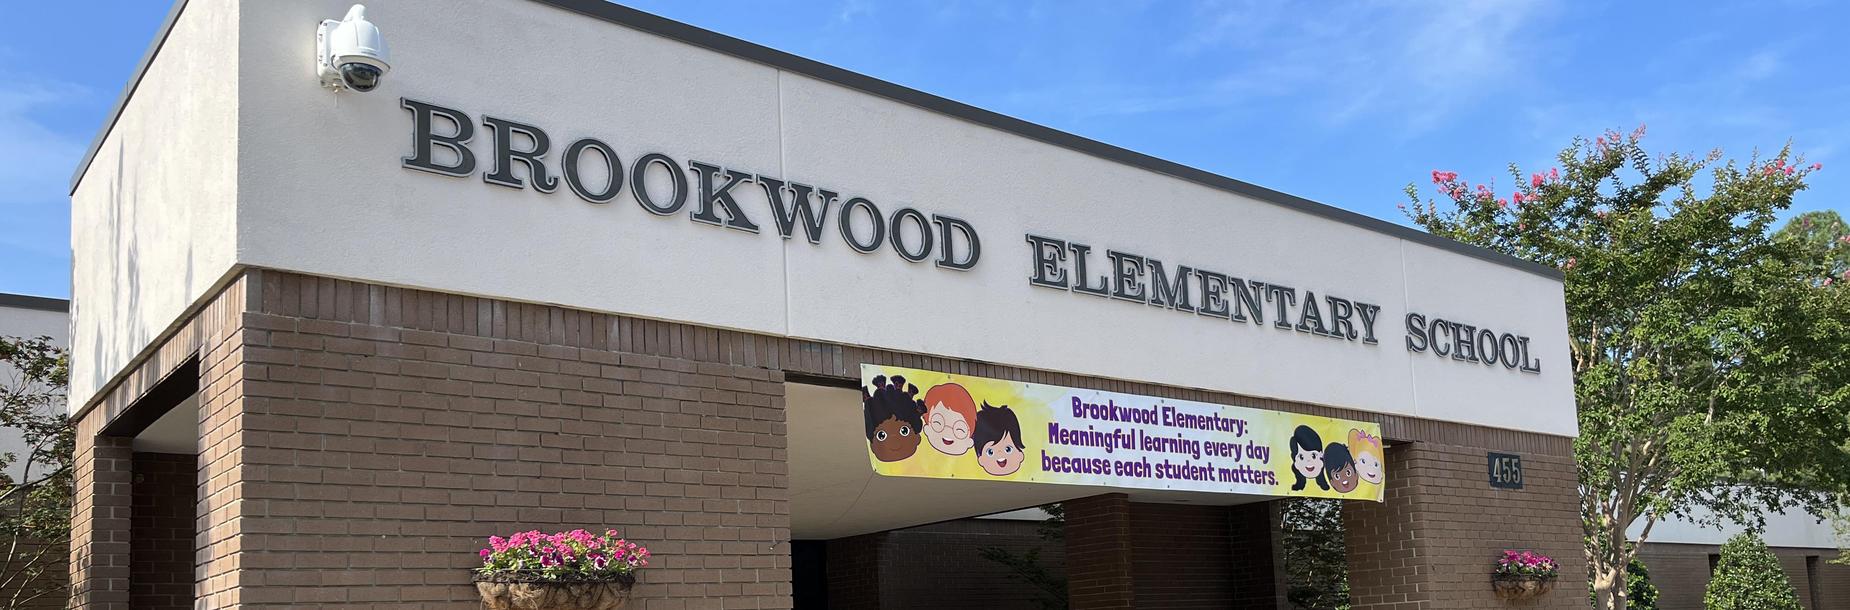 BROOKWOOD ELEMENTARY SCHOOL
Brookwood Elementary:
Meaningful learning every day
because each student matters.
455